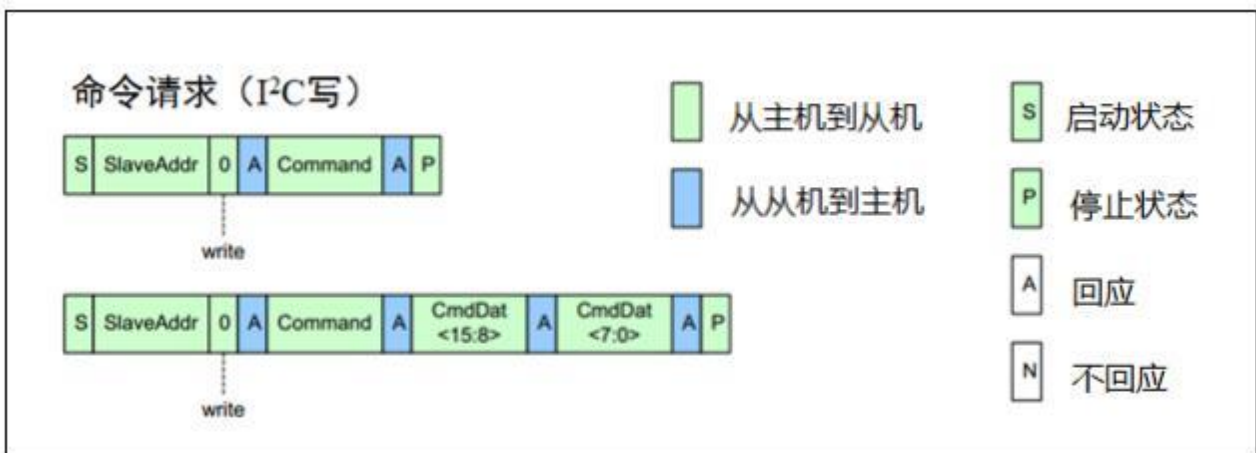 命令请求（I²C写）
S SlaveAddr 0 A Command A P
write
S SlaveAddr 0 A Command A CmdDat <15:8> A CmdDat <7:0> A P
write
从主机到从机
从从机到主机
S 启动状态
P 停止状态
A 回应
N 不回应